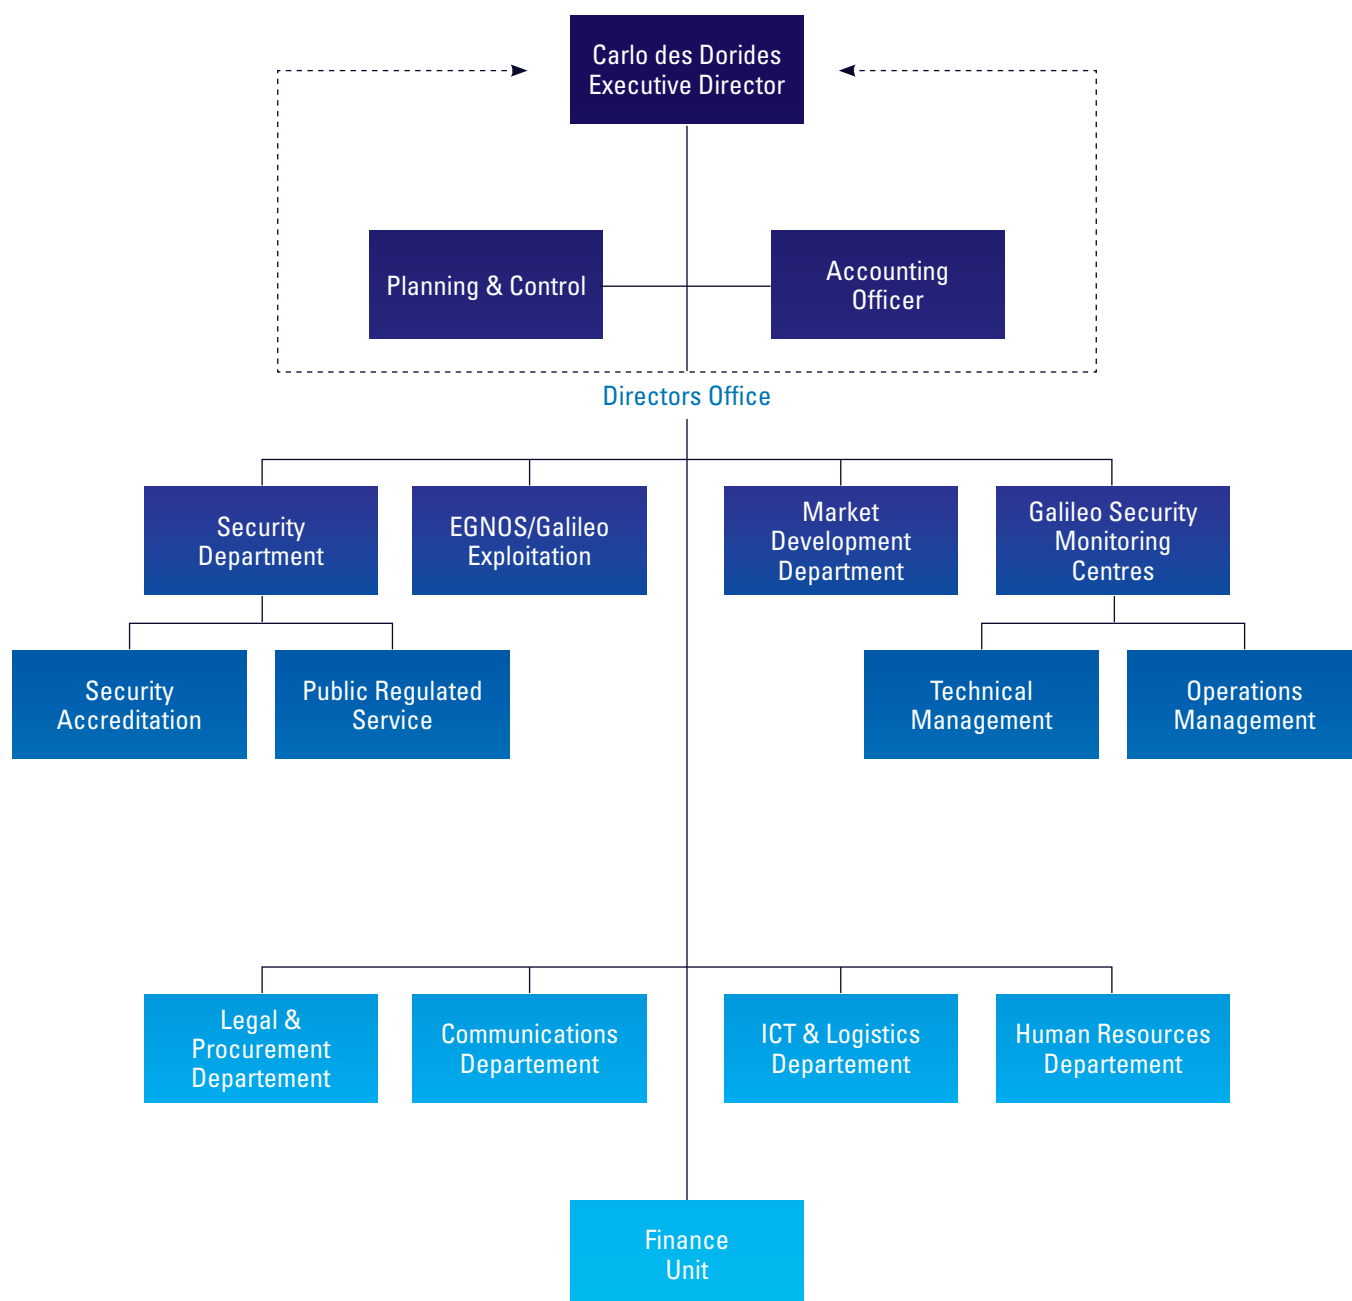 Carlo des Dorides
Executive Director
Planning & Control
Accounting
Officer
Directors Office
Security
Department
EGNOS/Galileo
Exploitation
Market
Development
Department
Galileo Security
Monitoring
Centres
Security
Accreditation
Public Regulated
Service
Technical
Management
Operations
Management
Legal &
Procurement
Departement
Communications
Departement
ICT & Logistics
Departement
Human Resources
Departement
Finance
Unit